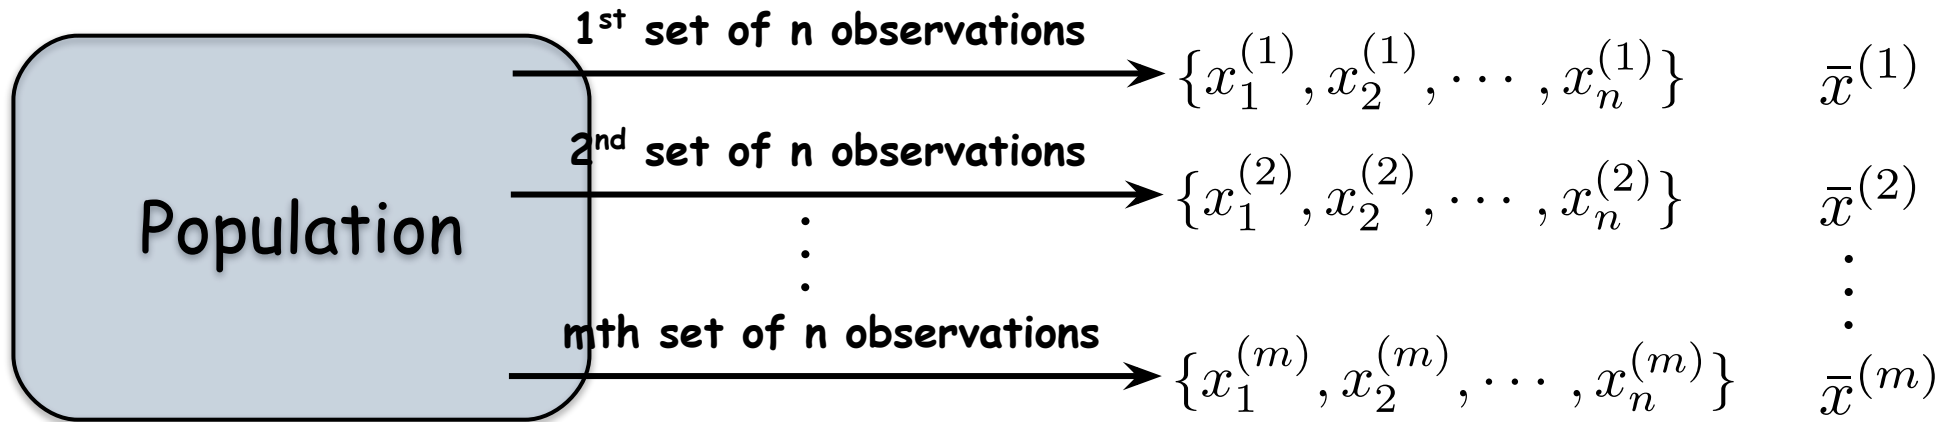 1st set of n observations
{x_1^{(1)}, x_2^{(1)}, ⋯ , x_n^{(1)}} x̄^{(1)}
2nd set of n observations
{x_1^{(2)}, x_2^{(2)}, ⋯ , x_n^{(2)}} x̄^{(2)}
Population
⋮ ⋮
mth set of n observations
{x_1^{(m)}, x_2^{(m)}, ⋯ , x_n^{(m)}} x̄^{(m)}